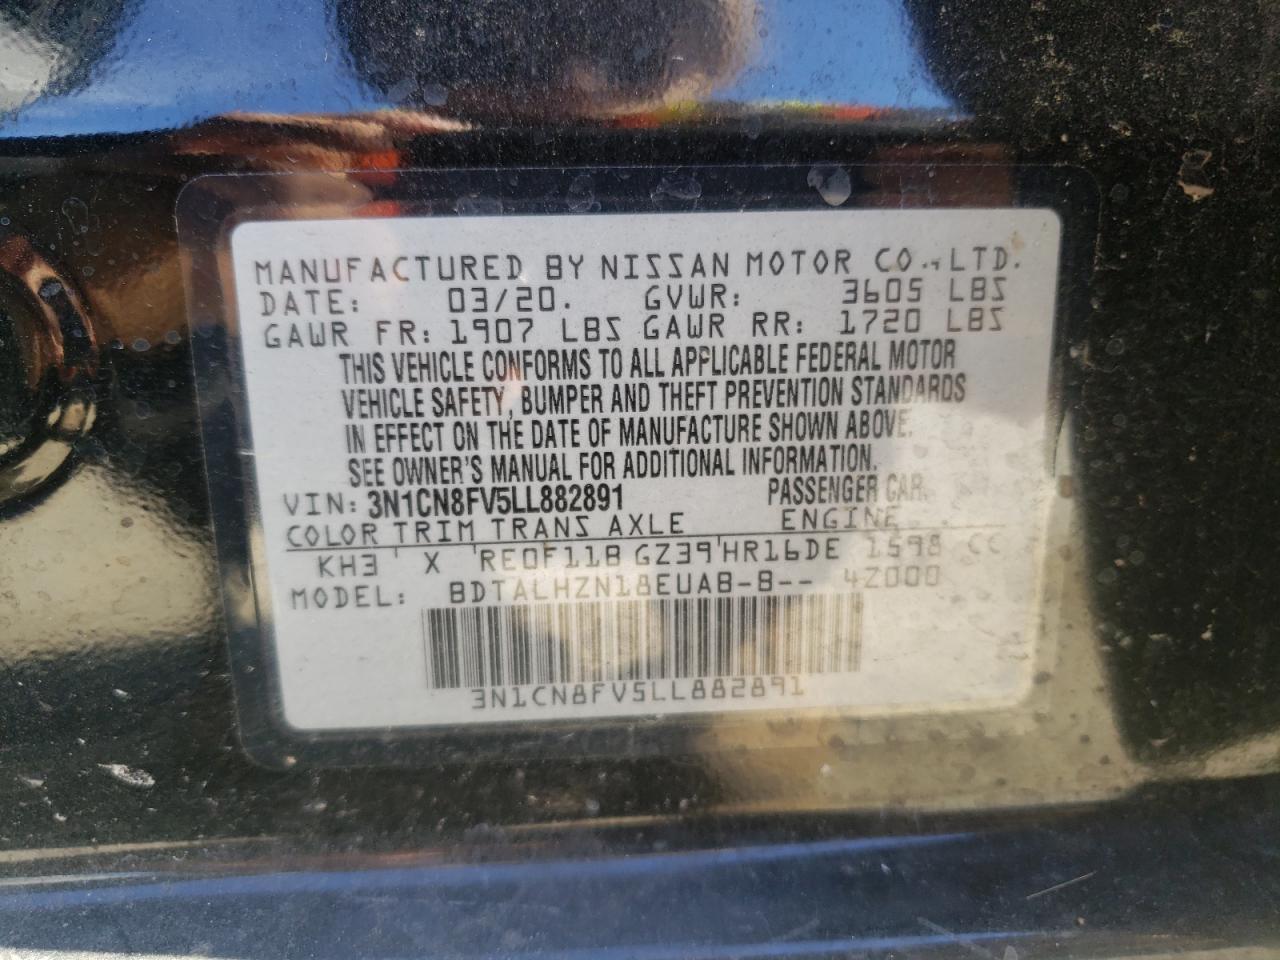 MANUFACTURED BY NISSAN MOTOR CO., LTD.
DATE: 03/20. GVWR: 3605 LBS
GAWR FR: 1907 LBS GAWR RR: 1720 LBS
THIS VEHICLE CONFORMS TO ALL APPLICABLE FEDERAL MOTOR
VEHICLE SAFETY, BUMPER AND THEFT PREVENTION STANDARDS
IN EFFECT ON THE DATE OF MANUFACTURE SHOWN ABOVE.
SEE OWNER'S MANUAL FOR ADDITIONAL INFORMATION.
VIN: 3N1CN8FV5LL882891 PASSENGER CAR.
COLOR TRIM TRANS AXLE ENGINE
KH3 X RE0F11B GZ39 HR16DE 1598 CC
MODEL: BDTALHZN18EUAB-B-- 4Z000
3N1CN8FV5LL882891